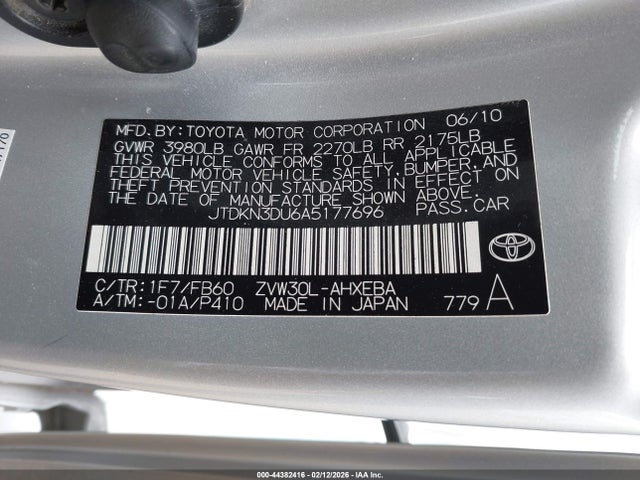 MFD.BY:TOYOTA MOTOR CORPORATION 06/10
GVWR 3980LB GAWR FR 2270LB RR 2175LB
THIS VEHICLE CONFORMS TO ALL APPLICABLE
FEDERAL MOTOR VEHICLE SAFETY,BUMPER,AND
THEFT PREVENTION STANDARDS IN EFFECT ON
THE DATE OF MANUFACTURE SHOWN ABOVE.
JTDKN3DU6A5177696 PASS.CAR
C/TR:1F7/FB60 ZVW30L-AHXEBA
A/TM:-01A/P410 MADE IN JAPAN 779 A
000-44382416 - 02/12/2026 - IAA Inc.